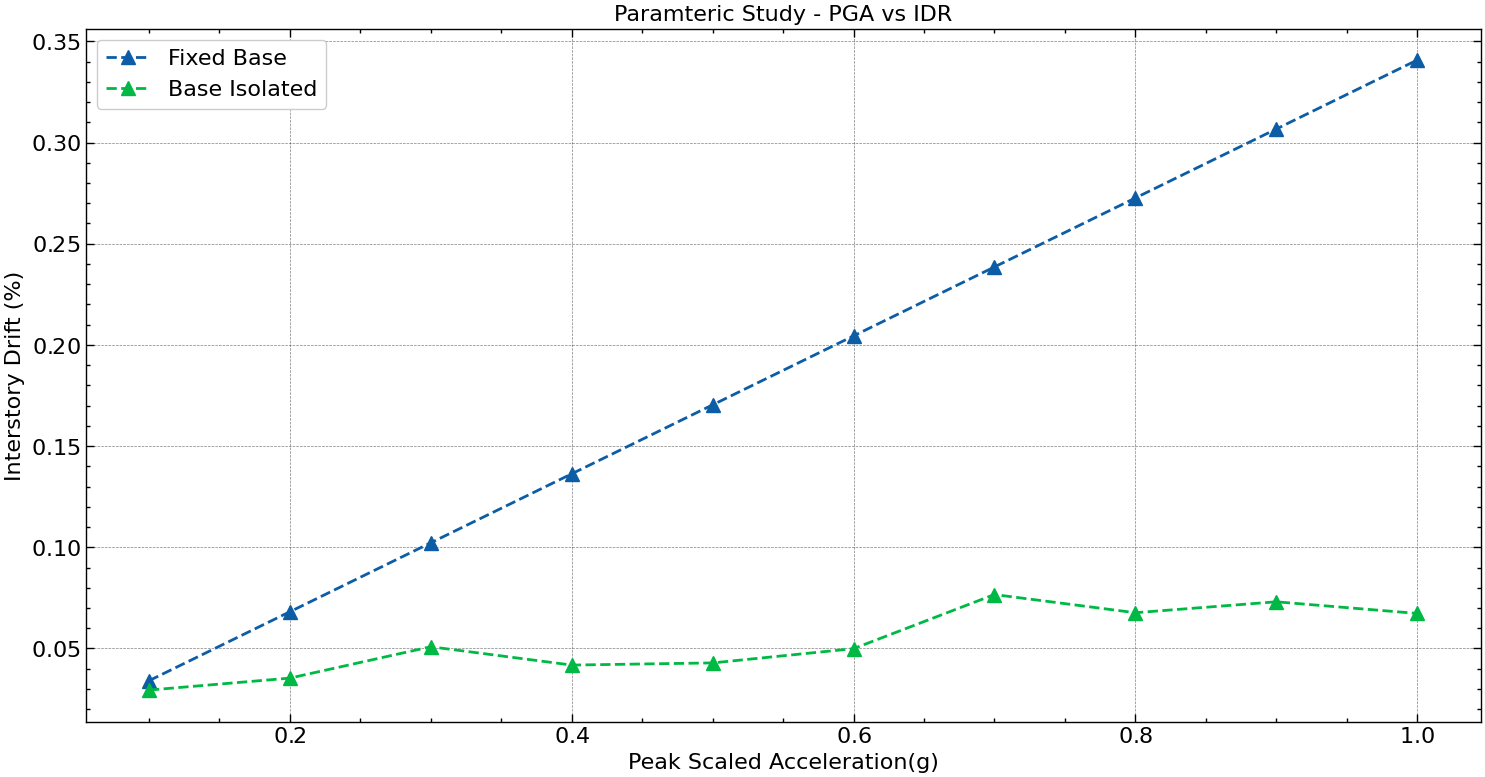 Paramteric Study - PGA vs IDR
Fixed Base
Base Isolated
0.35
0.30
0.25
0.20
0.15
0.10
0.05
Interstory Drift (%)
0.2 0.4 0.6 0.8 1.0
Peak Scaled Acceleration(g)